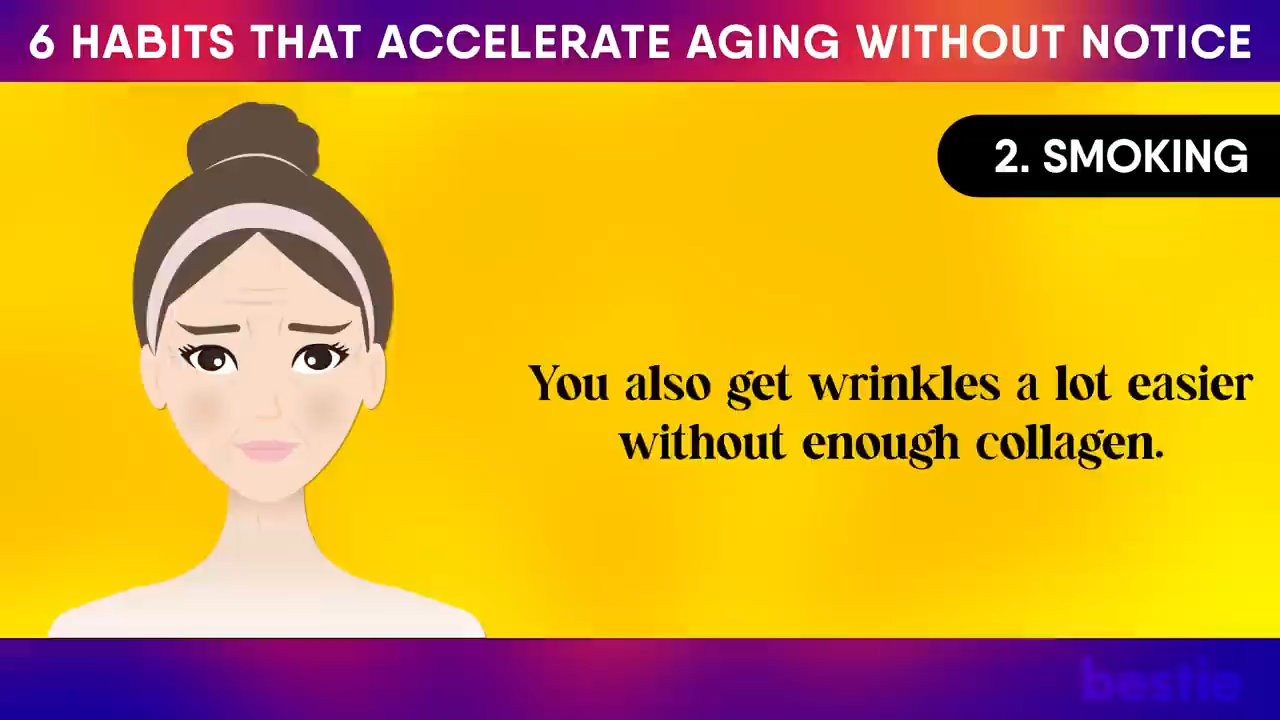 6 HABITS THAT ACCELERATE AGING WITHOUT NOTICE
2. SMOKING
You also get wrinkles a lot easier
without enough collagen.
bestie